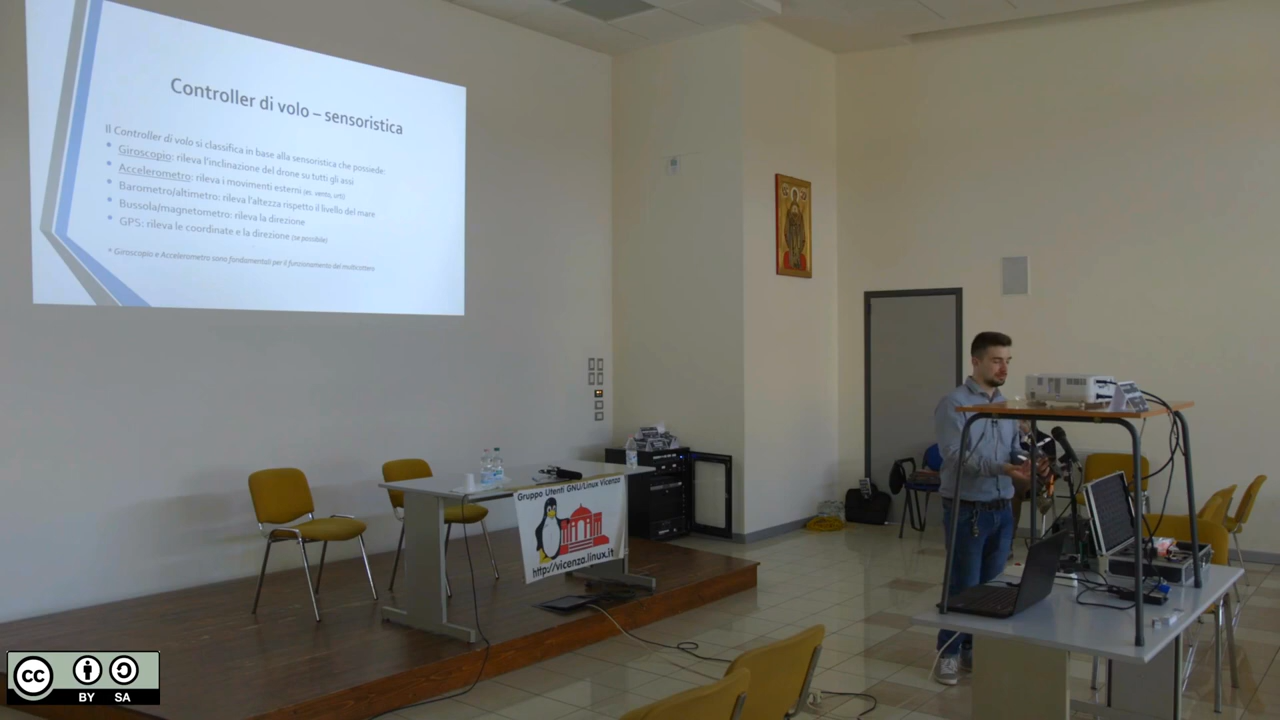 Controller di volo – sensoristica
Il Controller di volo si classifica in base alla sensoristica che possiede:
• Giroscopio: rileva l'inclinazione del drone su tutti gli assi
• Accelerometro: rileva i movimenti esterni (es. vento, urti)
• Barometro/altimetro: rileva l'altezza rispetto il livello del mare
• Bussola/magnetometro: rileva la direzione
• GPS: rileva le coordinate e la direzione (se possibile)
* Giroscopio e Accelerometro sono fondamentali per il funzionamento del multicottero
Gruppo Utenti GNU/Linux Vicenza
http://vicenza.linux.it
cc
BY SA